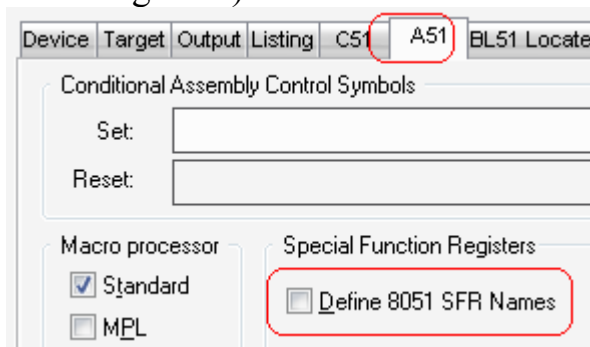 Device Target Output Listing C51 A51 BL51 Locate
Conditional Assembly Control Symbols
Set:
Reset:
Macro processor Special Function Registers
Standard Define 8051 SFR Names
MPL